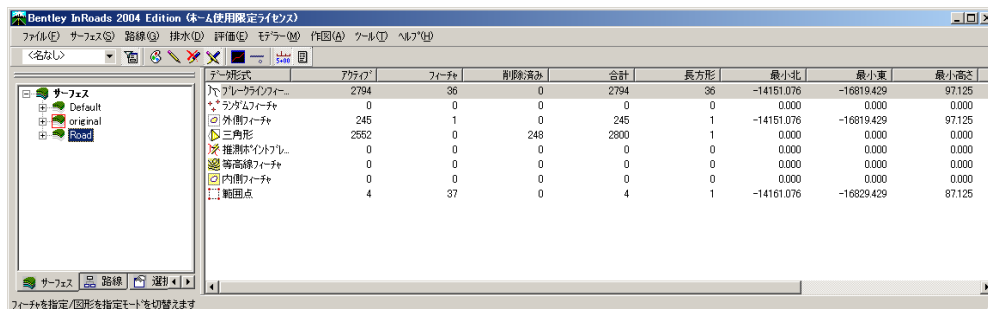 Bentley InRoads 2004 Edition (ホーム使用限定ライセンス)
ファイル(F) サーフェス(S) 路線(G) 排水(D) 評価(E) モデラー(M) 作図(A) ツール(T) ヘルプ(H)
<名なし>
データ形式 アクティブ フィーチャ 削除済み 合計 長方形 最小北 最小東 最小高さ
サーフェス
Default
original
Road
ブレークラインフィー... 2794 36 0 2794 36 -14151.076 -16819.429 97.125
ランダムフィーチャ 0 0 0 0 0 0.000 0.000 0.000
外側フィーチャ 245 1 0 245 1 -14151.076 -16819.429 97.125
三角形 2552 0 248 2800 1 0.000 0.000 0.000
推測ポイントブレ... 0 0 0 0 0 0.000 0.000 0.000
等高線フィーチャ 0 0 0 0 0 0.000 0.000 0.000
内側フィーチャ 0 0 0 0 0 0.000 0.000 0.000
範囲点 4 37 0 4 1 -14161.076 -16829.429 87.125
サーフェス 路線 選択
フィーチャを指定/図形を指定モードを切替えます